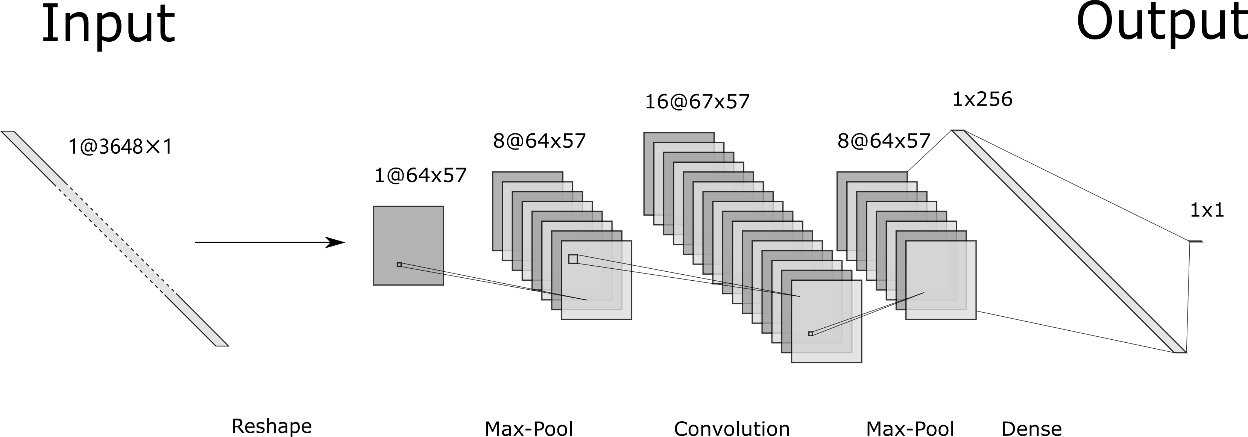 Input
Output
1@3648×1
1@64x57
8@64x57
16@67x57
8@64x57
1x256
1x1
Reshape
Max-Pool
Convolution
Max-Pool
Dense